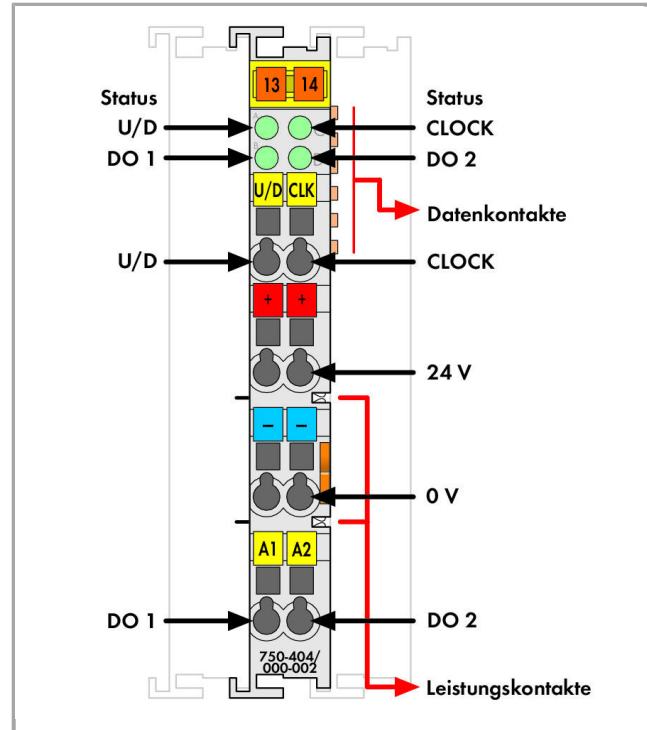 13 14
Status
Status
U/D
CLOCK
DO 1
DO 2
U/D CLK
Datenkontakte
U/D
CLOCK
+ +
24 V
− −
0 V
A1 A2
DO 1
DO 2
750-404/
000-002
Leistungskontakte